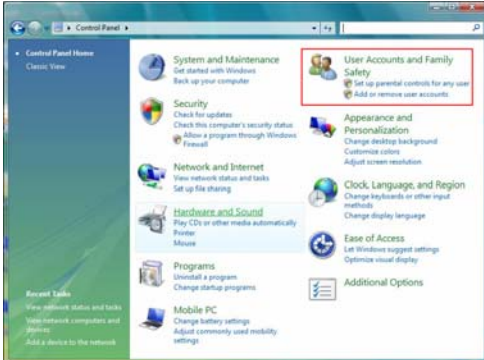 Control Panel
Control Panel Home
Classic View
System and Maintenance
Get started with Windows
Back up your computer
Security
Check for updates
Check this computer's security status
Allow a program through Windows
Firewall
Network and Internet
View network status and tasks
Set up file sharing
Hardware and Sound
Play CDs or other media automatically
Printer
Mouse
Programs
Uninstall a program
Change startup programs
Mobile PC
Change battery settings
Adjust commonly used mobility
settings
User Accounts and Family
Safety
Set up parental controls for any user
Add or remove user accounts
Appearance and
Personalization
Change desktop background
Customize colors
Adjust screen resolution
Clock, Language, and Region
Change keyboards or other input
methods
Change display language
Ease of Access
Let Windows suggest settings
Optimize visual display
Additional Options
Recent Tasks
View network status and tasks
View network computers and
devices
Add a device to the network